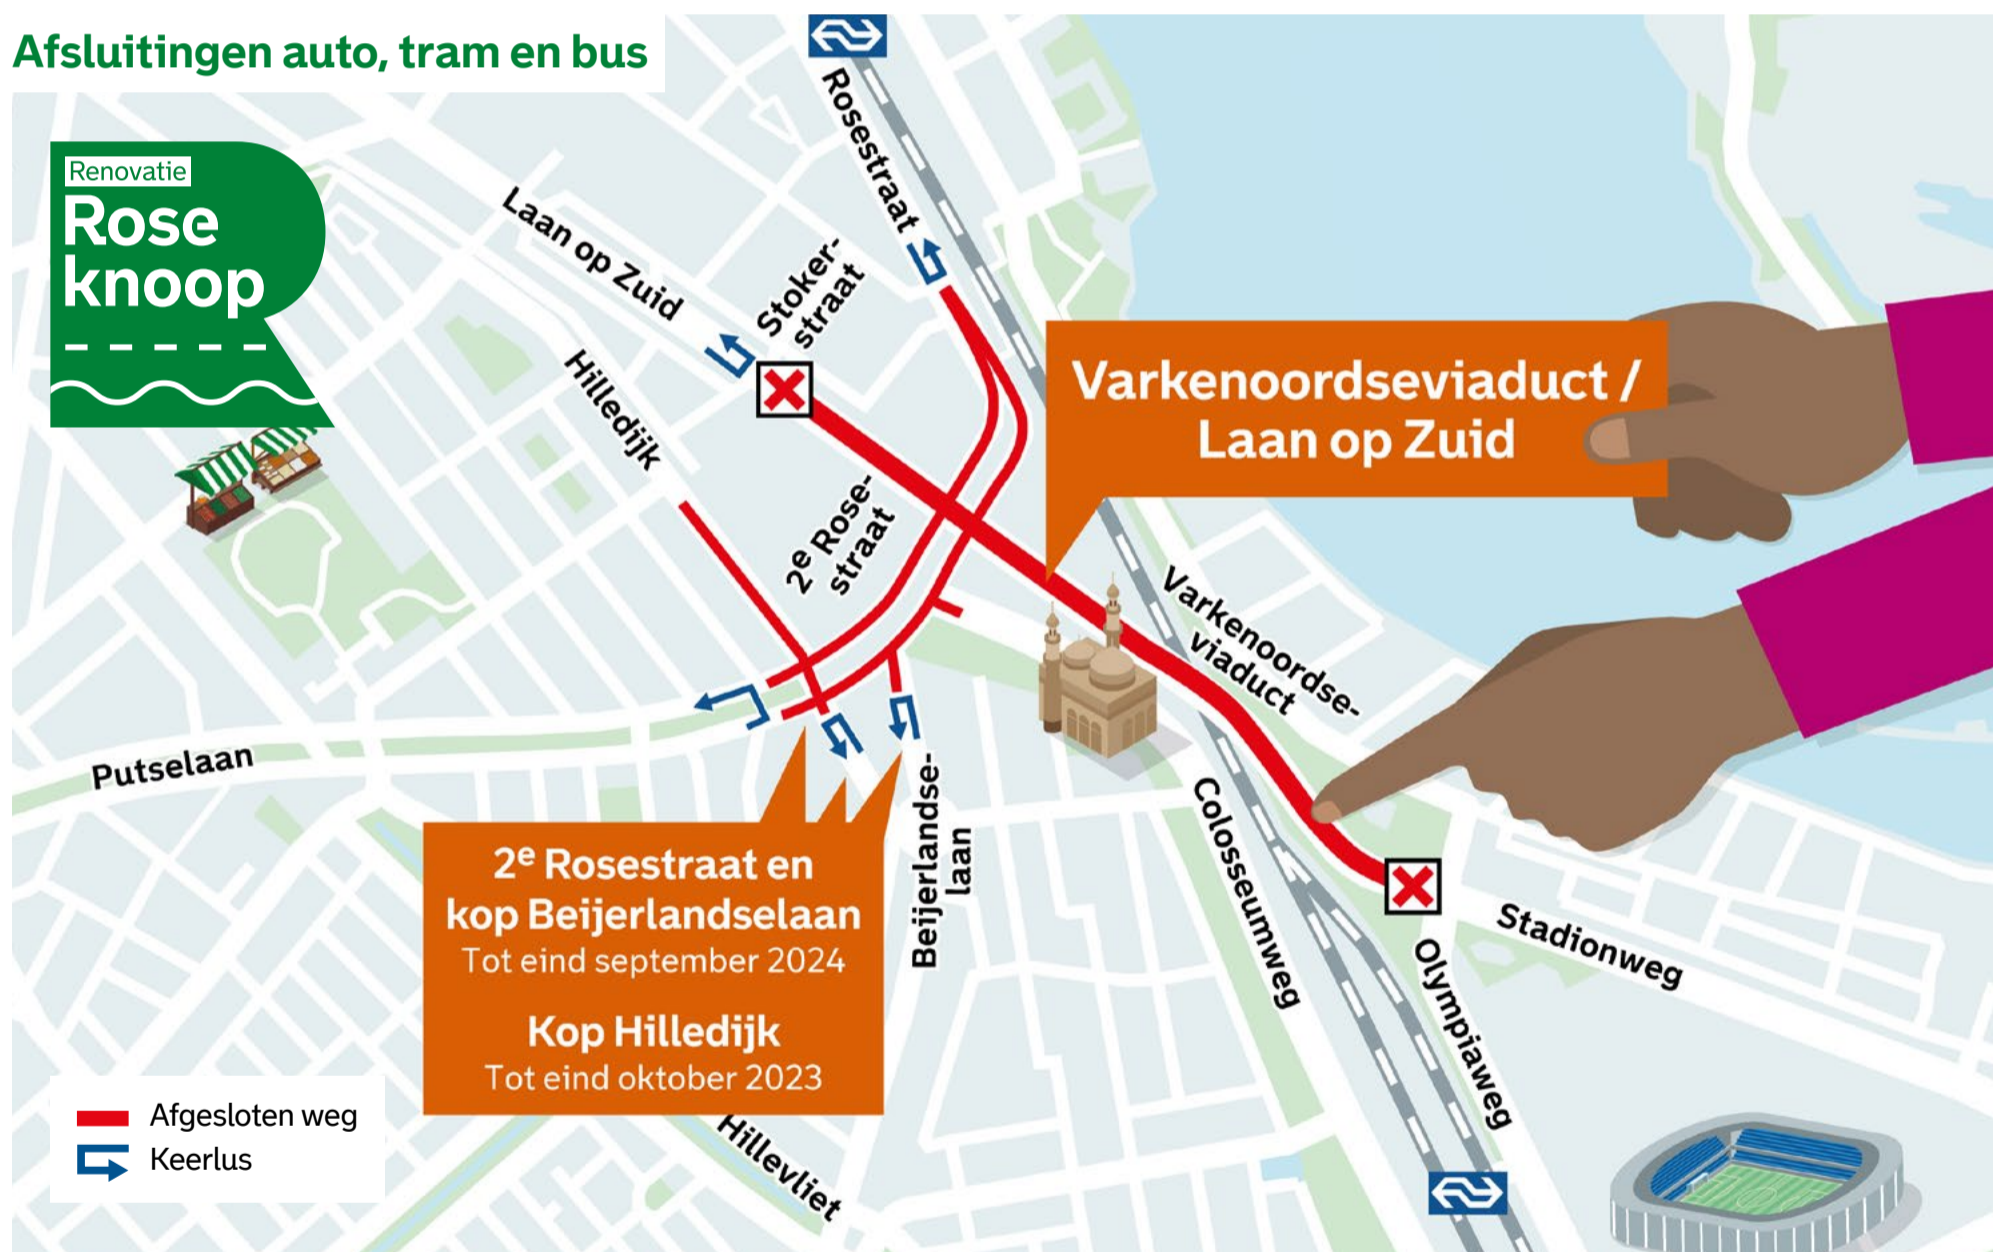 Afsluitingen auto, tram en bus
Renovatie
Rose
knoop
Rosestraat
Laan op Zuid
Stoker-
straat
Hilledijk
2e Rose-
straat
Varkenoordseviaduct /
Laan op Zuid
Varkenoordse-
viaduct
Putselaan
Beijerlandse-
laan
Colosseumweg
Stadionweg
Olympiaweg
2e Rosestraat en
kop Beijerlandselaan
Tot eind september 2024
Kop Hilledijk
Tot eind oktober 2023
Hillevliet
Afgesloten weg
Keerlus